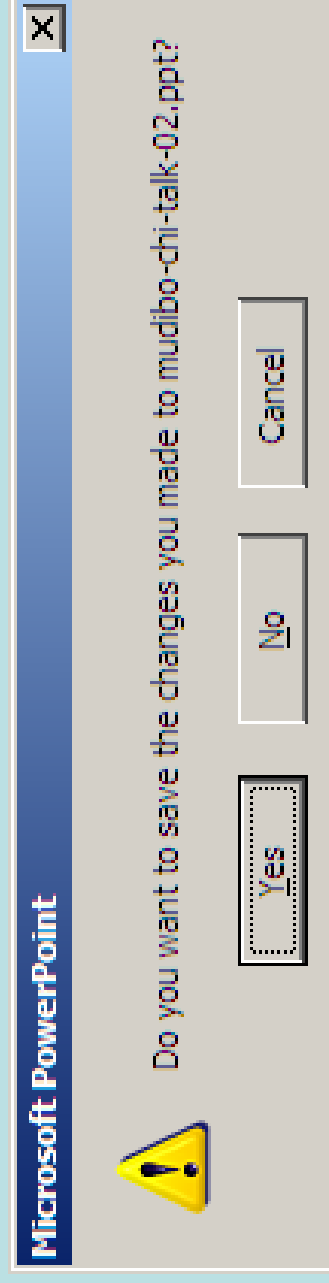 Microsoft PowerPoint
Do you want to save the changes you made to mudibo-chi-talk-02.ppt?
Yes
No
Cancel